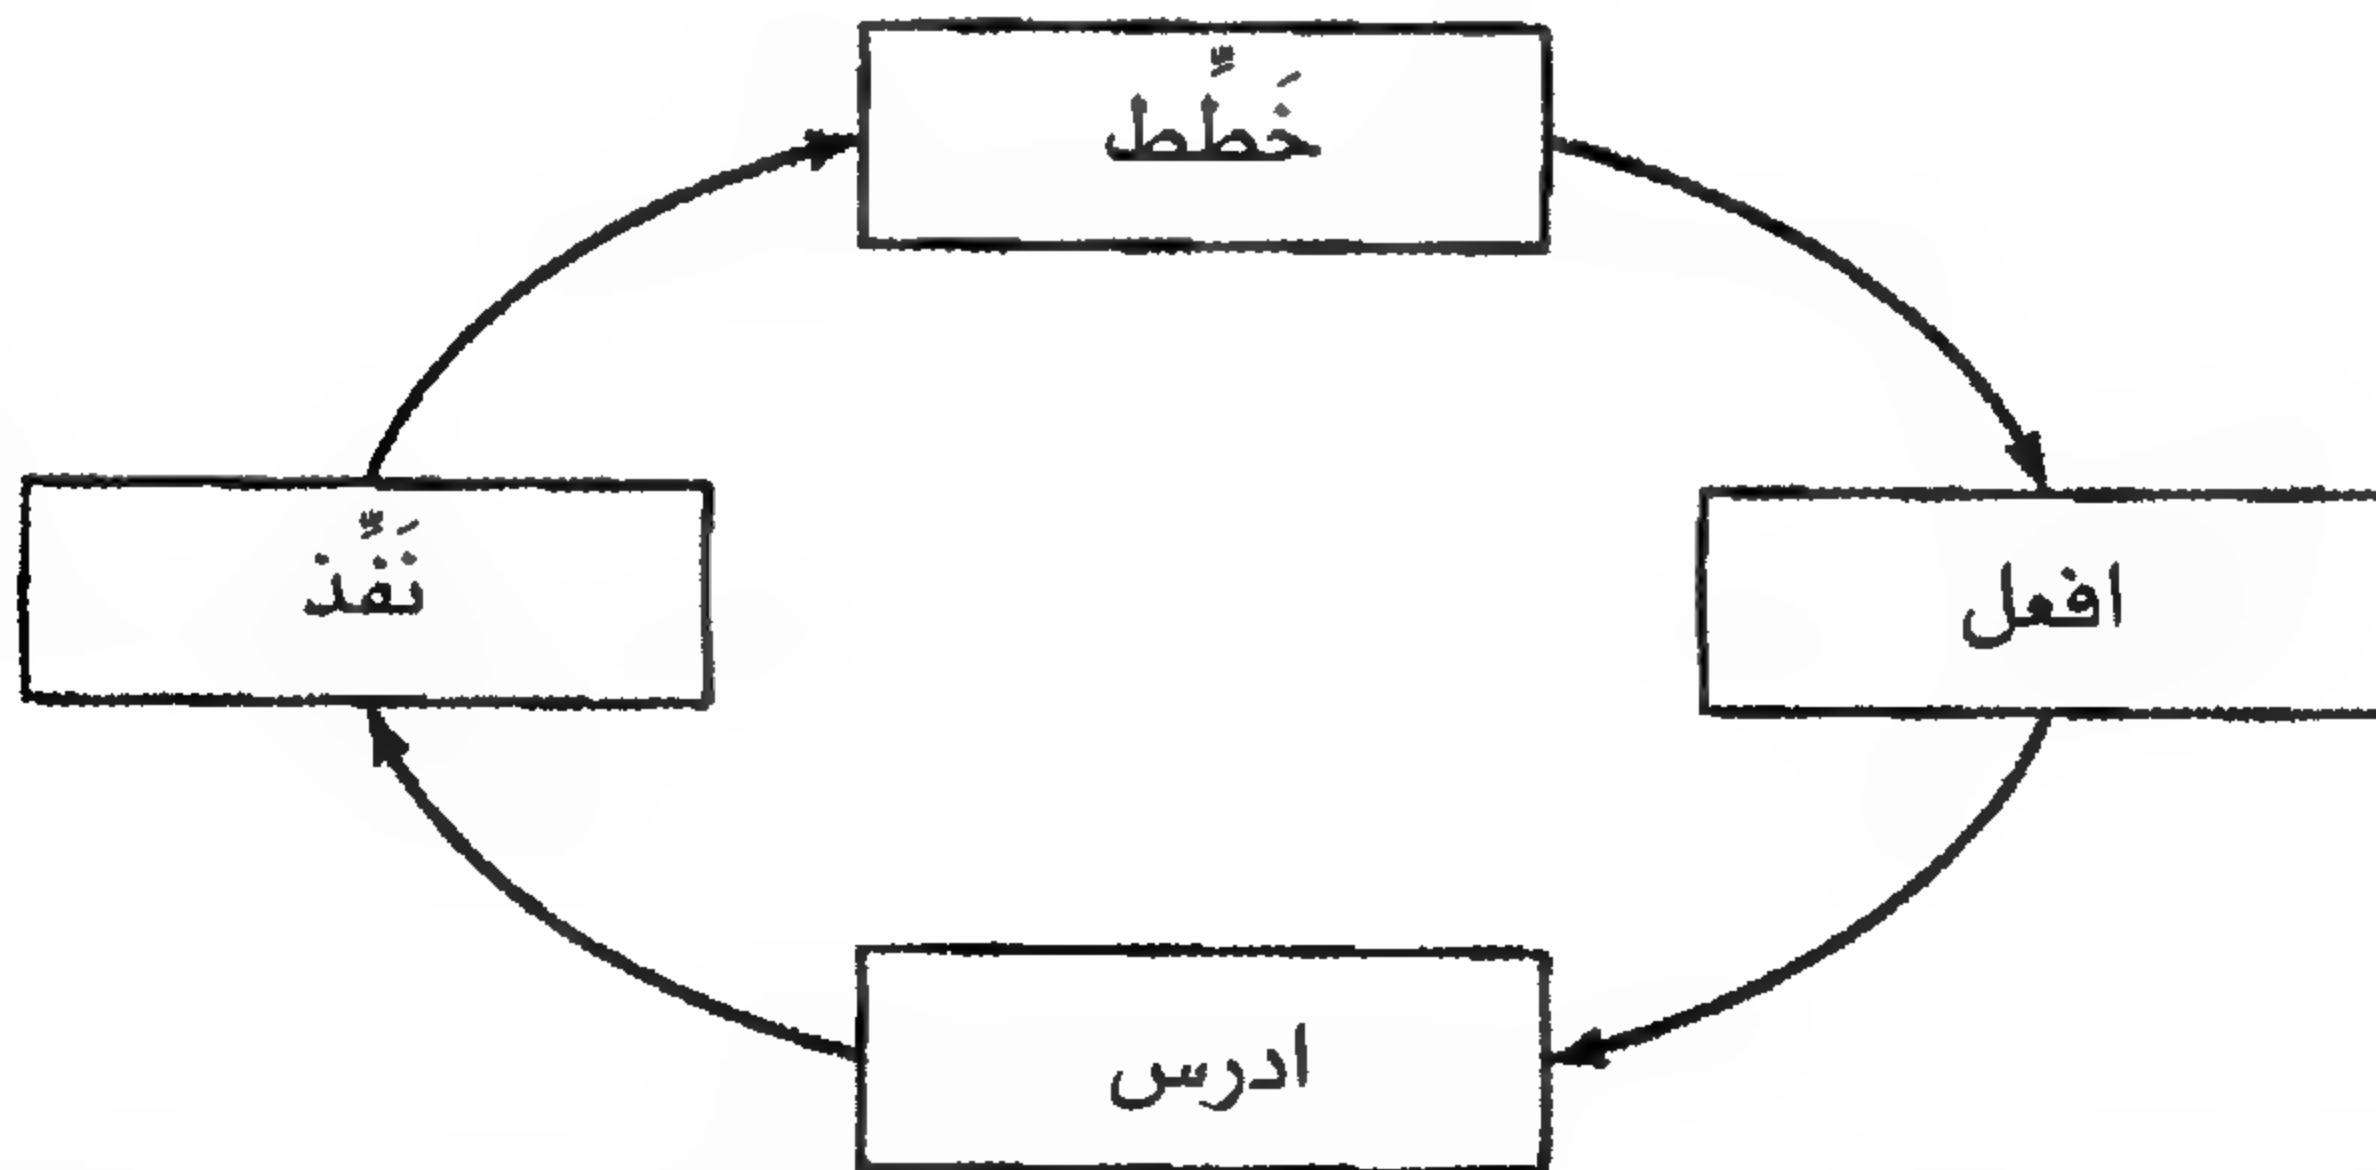 خَطِّط
افعل
ادرس
نَفِّذ